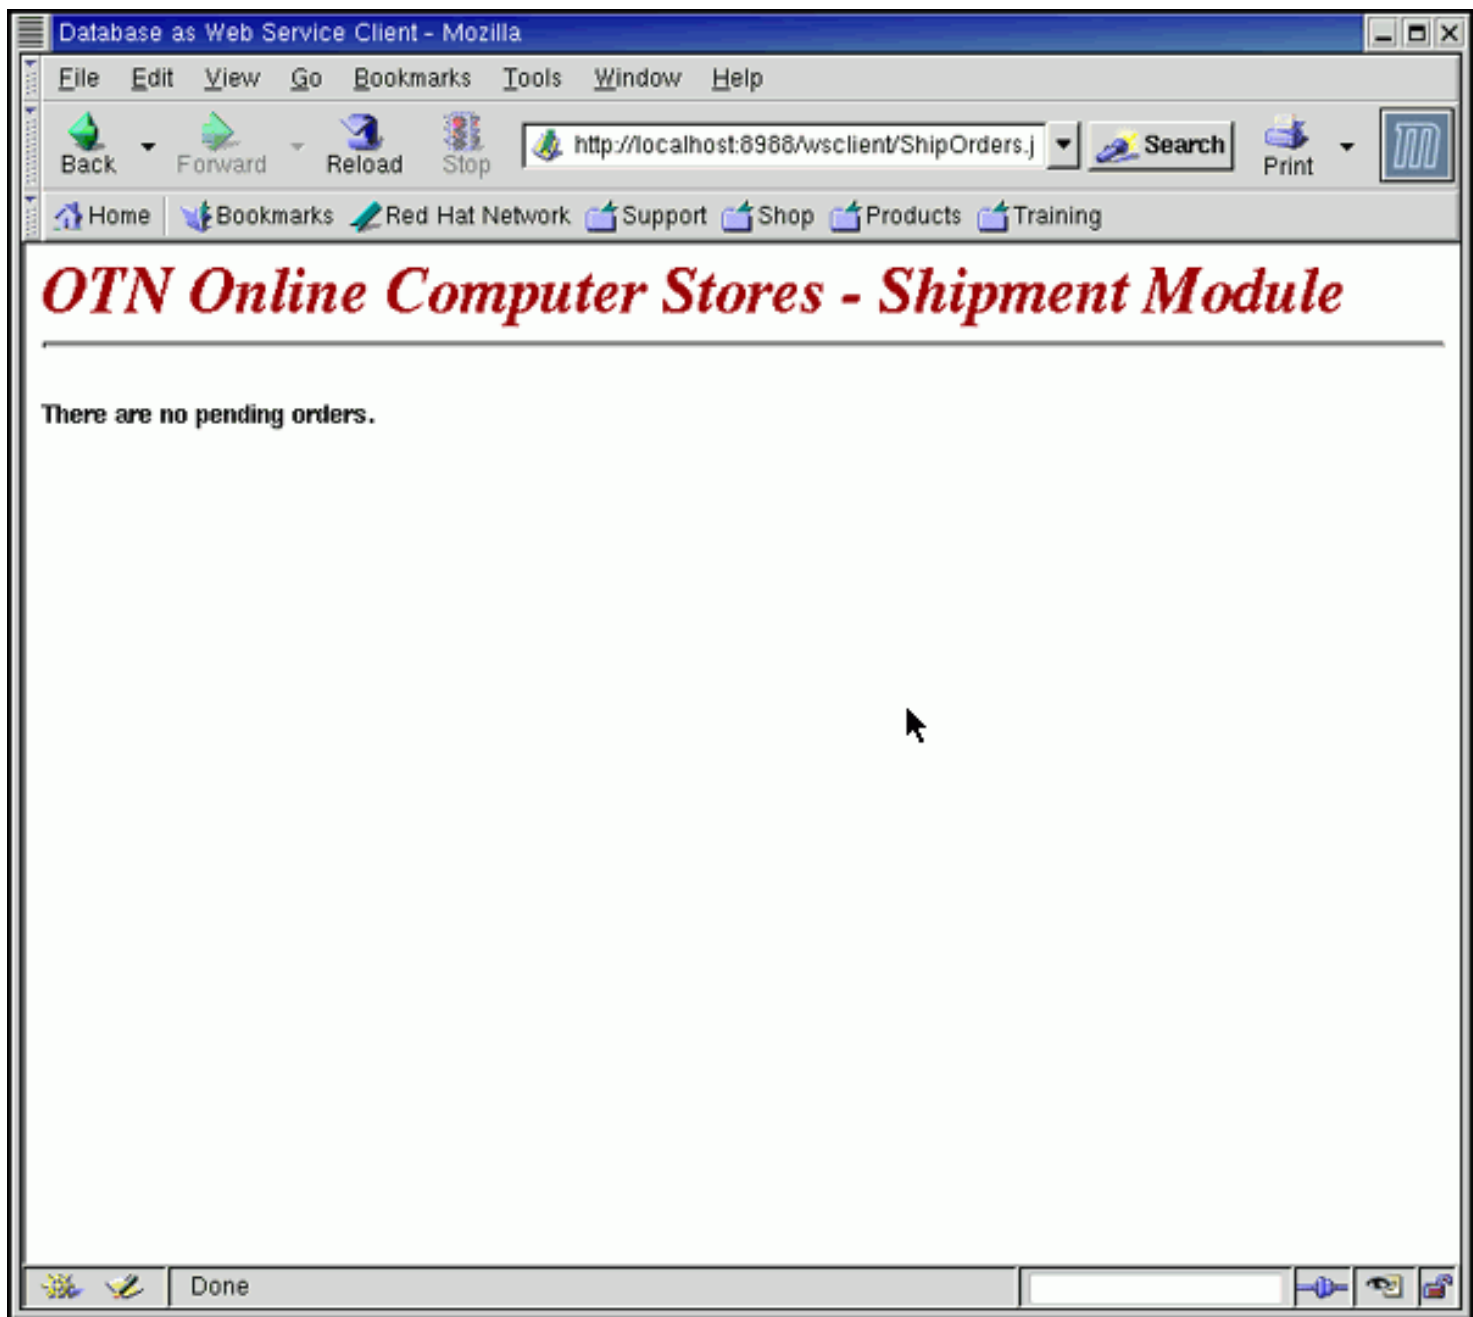 Database as Web Service Client - Mozilla
File Edit View Go Bookmarks Tools Window Help
Back Forward Reload Stop http://localhost:8988/wsclient/ShipOrders.j Search Print
Home Bookmarks Red Hat Network Support Shop Products Training
OTN Online Computer Stores - Shipment Module
There are no pending orders.
Done